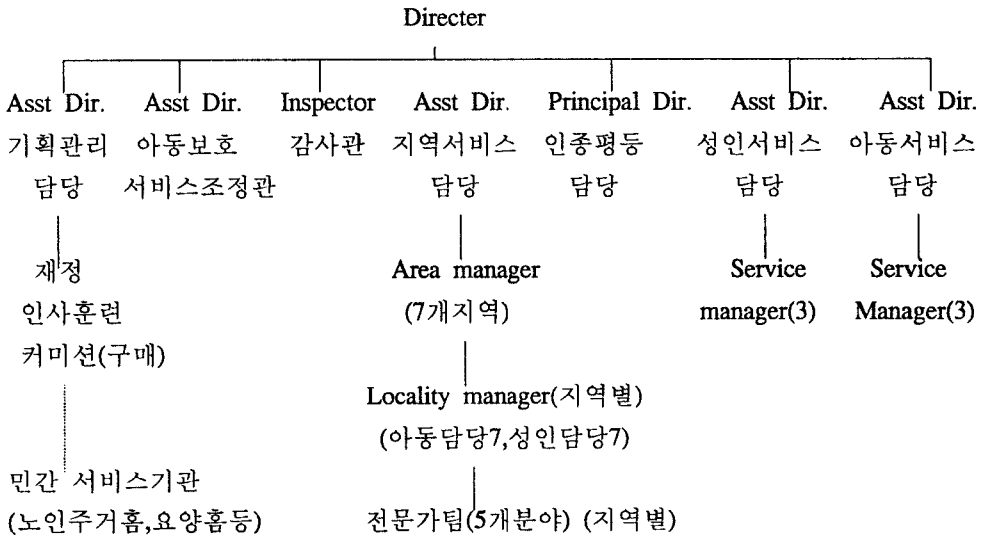 Directer
Asst Dir. Asst Dir. Inspector Asst Dir. Principal Dir. Asst Dir. Asst Dir.
기획관리 아동보호 감사관 지역서비스 인종평등 성인서비스 아동서비스
담당 서비스조정관 담당 담당 담당 담당
재정 Area manager Service Service
인사훈련 (7개지역) manager(3) Manager(3)
커미션(구매)
Locality manager(지역별)
(아동담당7,성인담당7)
민간 서비스기관
(노인주거홈,요양홈등) 전문가팀(5개분야) (지역별)